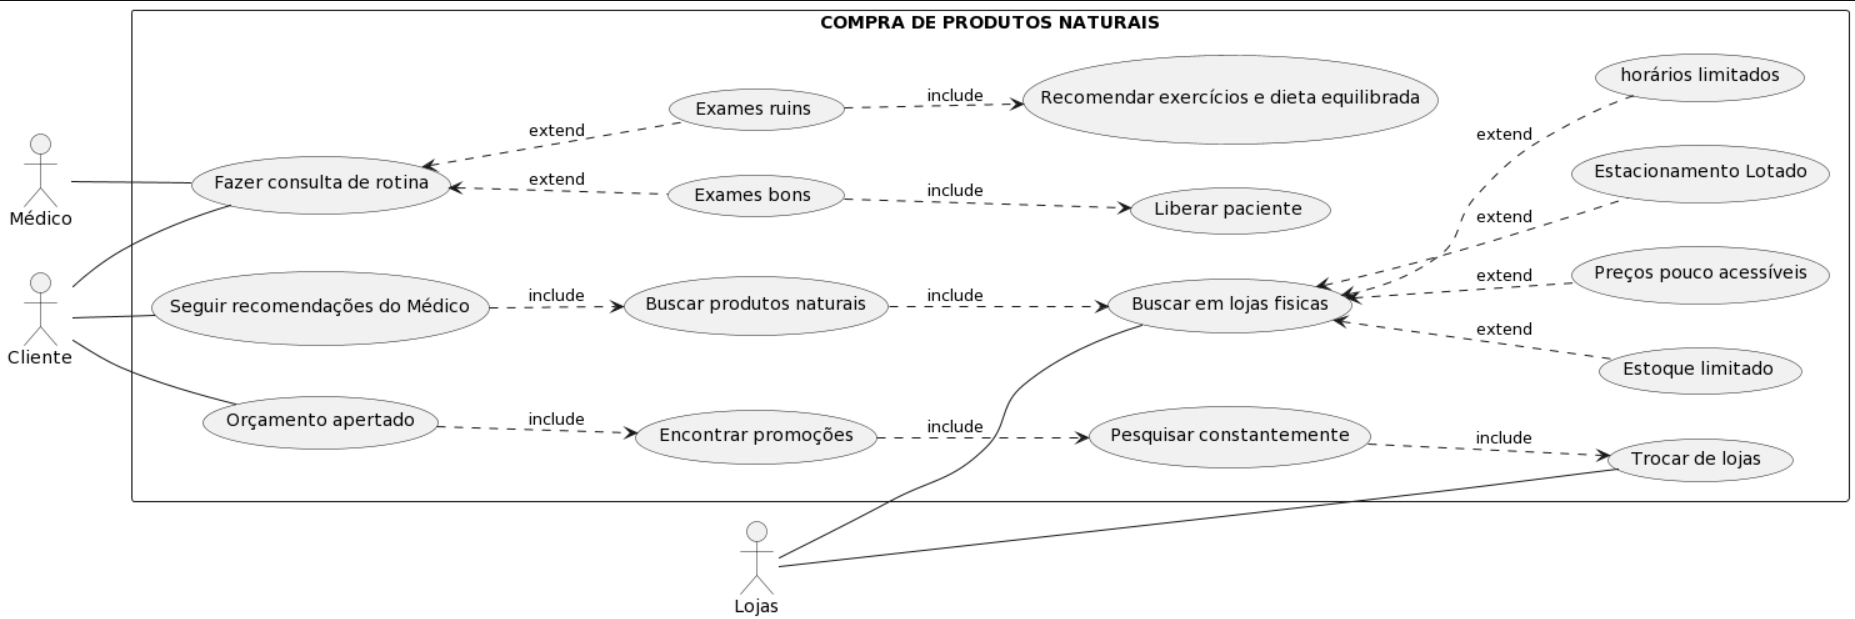 COMPRA DE PRODUTOS NATURAIS
horários limitados
Exames ruins
include
Recomendar exercícios e dieta equilibrada
extend
extend
Médico
Fazer consulta de rotina
extend
Exames bons
include
Liberar paciente
Estacionamento Lotado
extend
Cliente
Seguir recomendações do Médico
include
Buscar produtos naturais
include
Buscar em lojas fisicas
extend
Preços pouco acessíveis
extend
Estoque limitado
Orçamento apertado
include
Encontrar promoções
include
Pesquisar constantemente
include
Trocar de lojas
Lojas